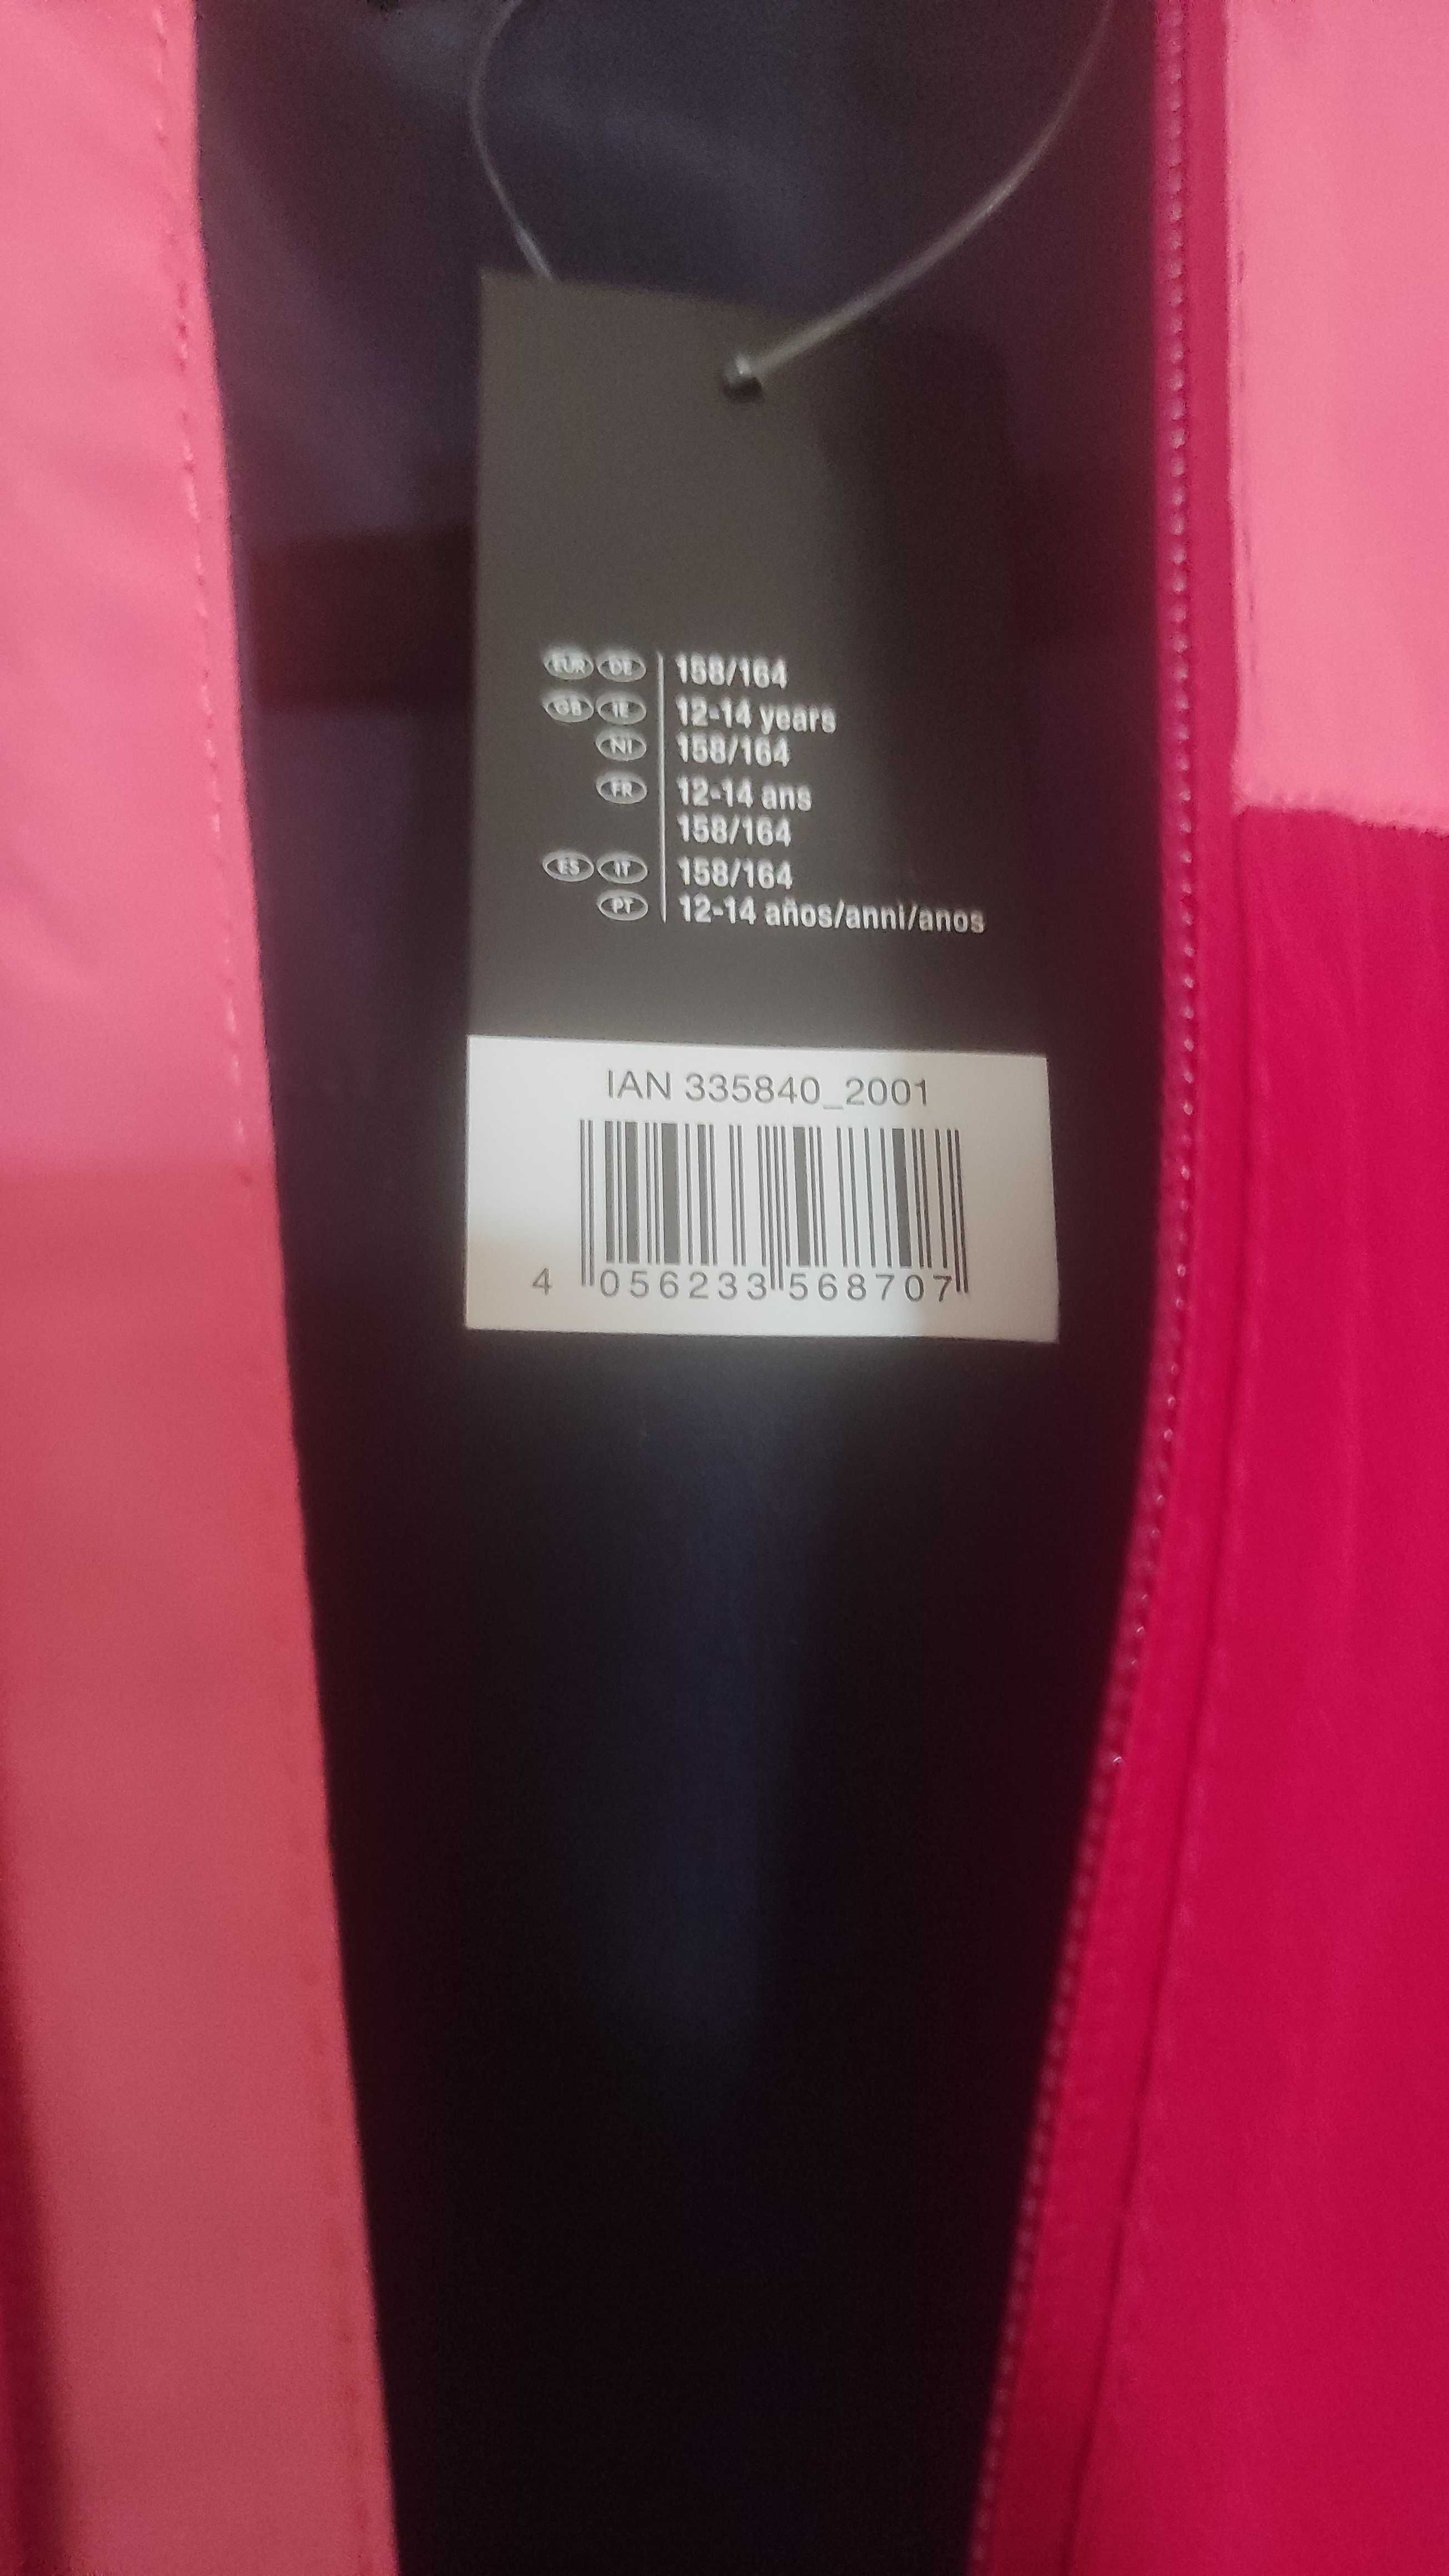 EUR DE 158/164
GB IE 12-14 years
NI 158/164
FR 12-14 ans
158/164
ES IT 158/164
PT 12-14 años/anni/anos
IAN 335840_2001
4 056233 568707